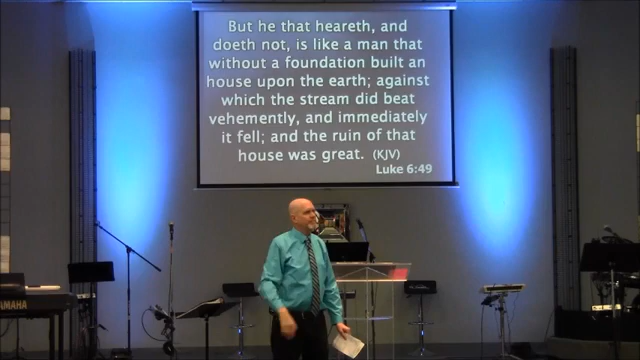 But he that heareth, and
doeth not, is like a man that
without a foundation built an
house upon the earth; against
which the stream did beat
vehemently, and immediately
it fell; and the ruin of that
house was great. (KJV)
Luke 6:49
YAMAHA